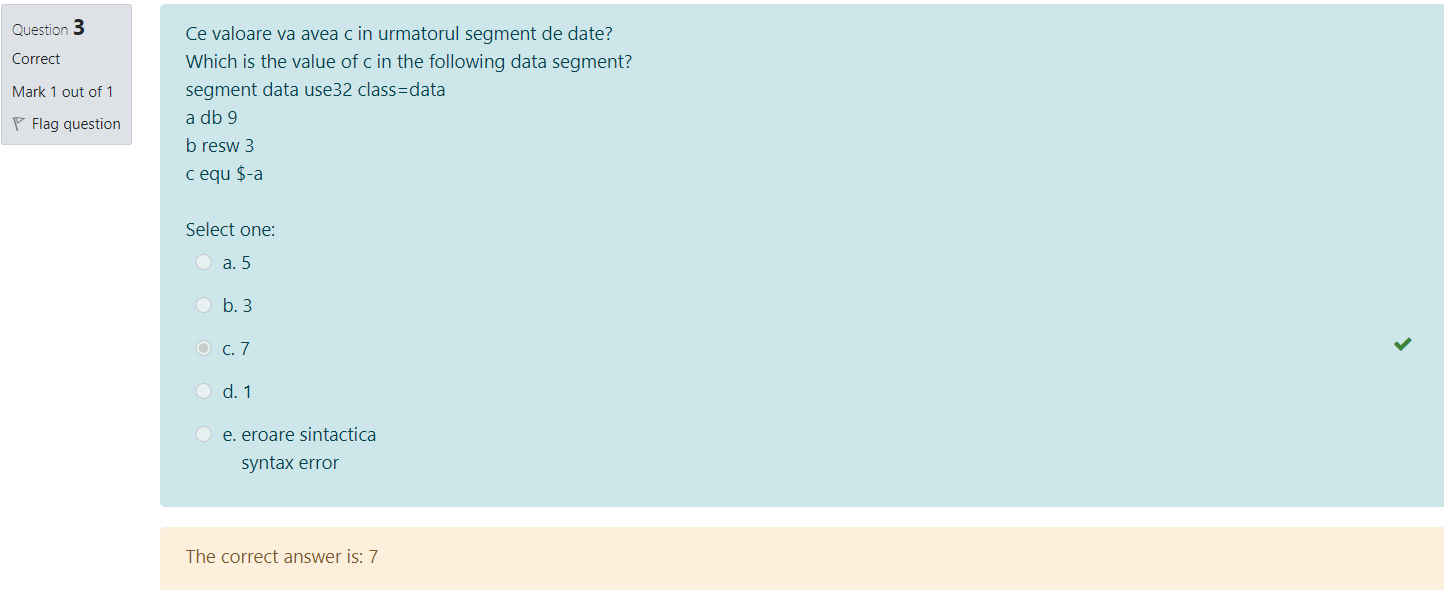 Question 3
Correct
Mark 1 out of 1
Flag question
Ce valoare va avea c in urmatorul segment de date?
Which is the value of c in the following data segment?
segment data use32 class=data
a db 9
b resw 3
c equ $-a
Select one:
a. 5
b. 3
c. 7
d. 1
e. eroare sintactica
syntax error
The correct answer is: 7